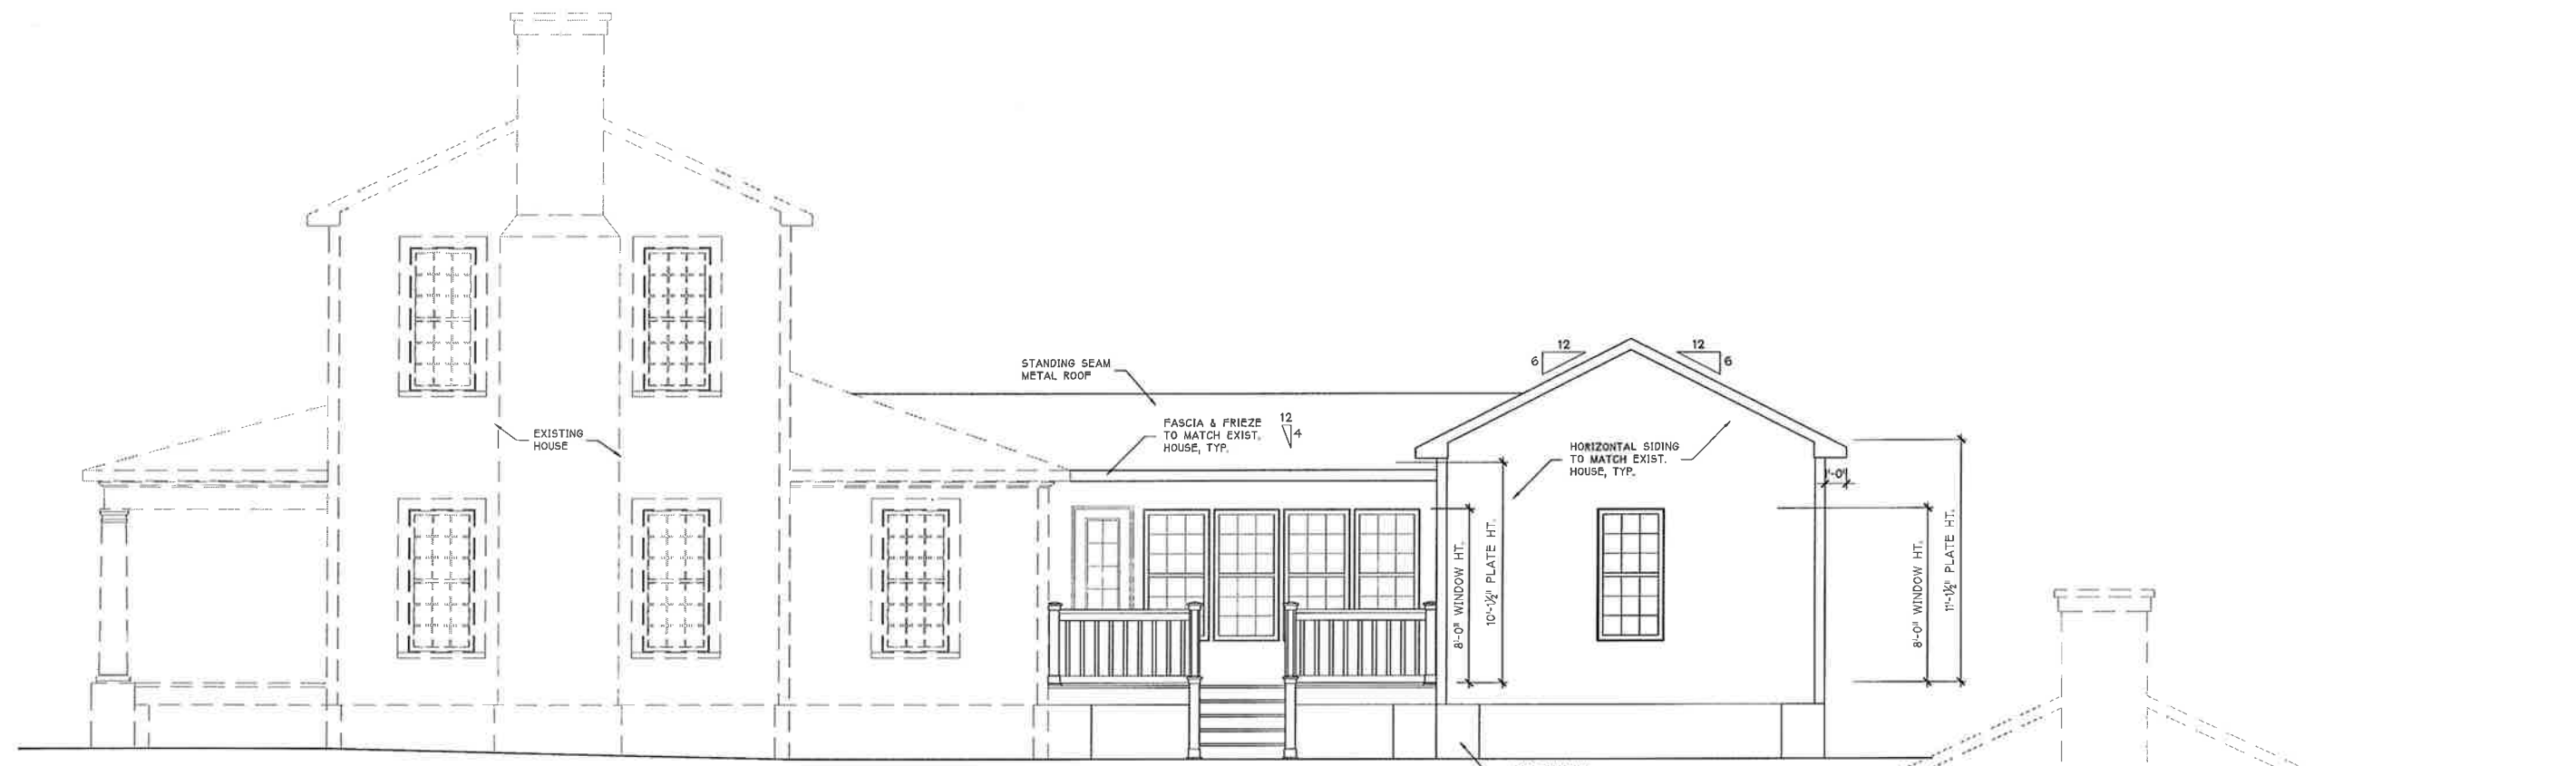 12
12
6
6
STANDING SEAM
METAL ROOF
FASCIA & FRIEZE
TO MATCH EXIST.
HOUSE, TYP.
12
4
EXISTING
HOUSE
HORIZONTAL SIDING
TO MATCH EXIST.
HOUSE, TYP.
1'-0"
8'-0" WINDOW HT.
10'-1½" PLATE HT.
8'-0" WINDOW HT.
11'-1½" PLATE HT.